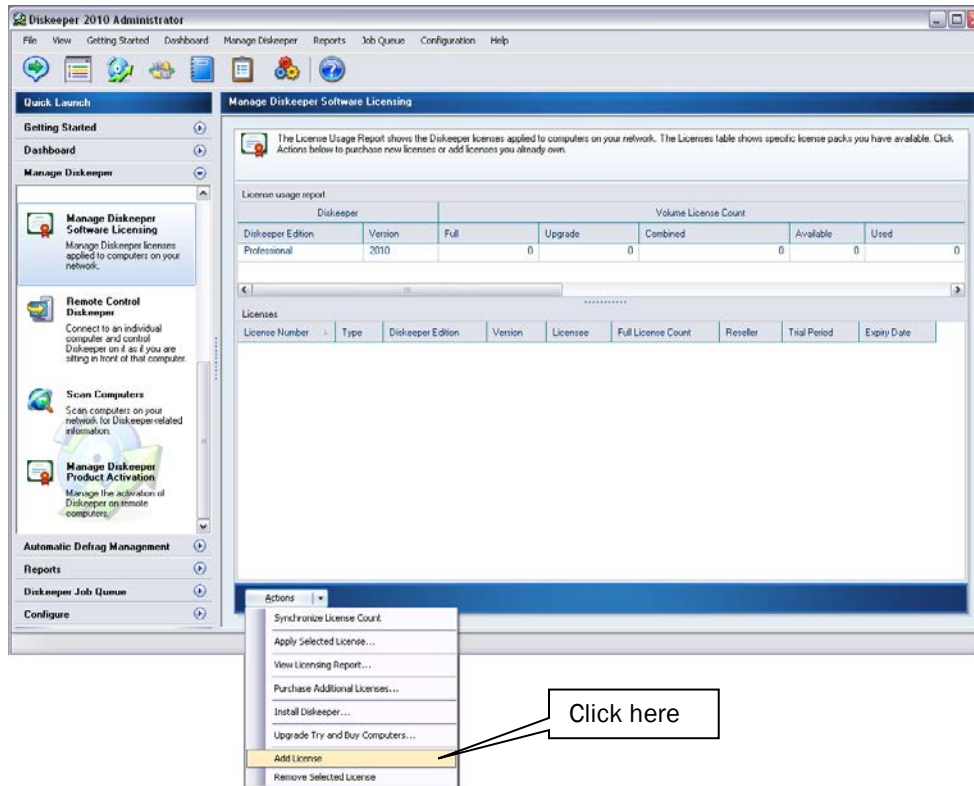 Diskeeper 2010 Administrator
File View Getting Started Dashboard Manage Diskeeper Reports Job Queue Configuration Help
Quick Launch
Getting Started
Dashboard
Manage Diskeeper
Manage Diskeeper
Software Licensing
Manage Diskeeper licenses
applied to computers on your
network.
Remote Control
Diskeeper
Connect to an individual
computer and control
Diskeeper on it as if you are
sitting in front of that computer.
Scan Computers
Scan computers on your
network for Diskeeper-related
information.
Manage Diskeeper
Product Activation
Manage the activation of
Diskeeper on remote
computers.
Automatic Defrag Management
Reports
Diskeeper Job Queue
Configure
Manage Diskeeper Software Licensing
The License Usage Report shows the Diskeeper licenses applied to computers on your network. The Licenses table shows specific license packs you have available. Click
Actions below to purchase new licenses or add licenses you already own.
License usage report
Diskeeper Volume License Count
Diskeeper Edition Version Full Upgrade Combined Available Used
Professional 2010 0 0 0 0 0
Licenses
License Number Type Diskeeper Edition Version Licensee Full License Count Reseller Trial Period Expiry Date
Actions
Synchronize License Count
Apply Selected License...
View Licensing Report...
Purchase Additional Licenses...
Install Diskeeper...
Upgrade Try and Buy Computers...
Add License
Remove Selected License
Click here